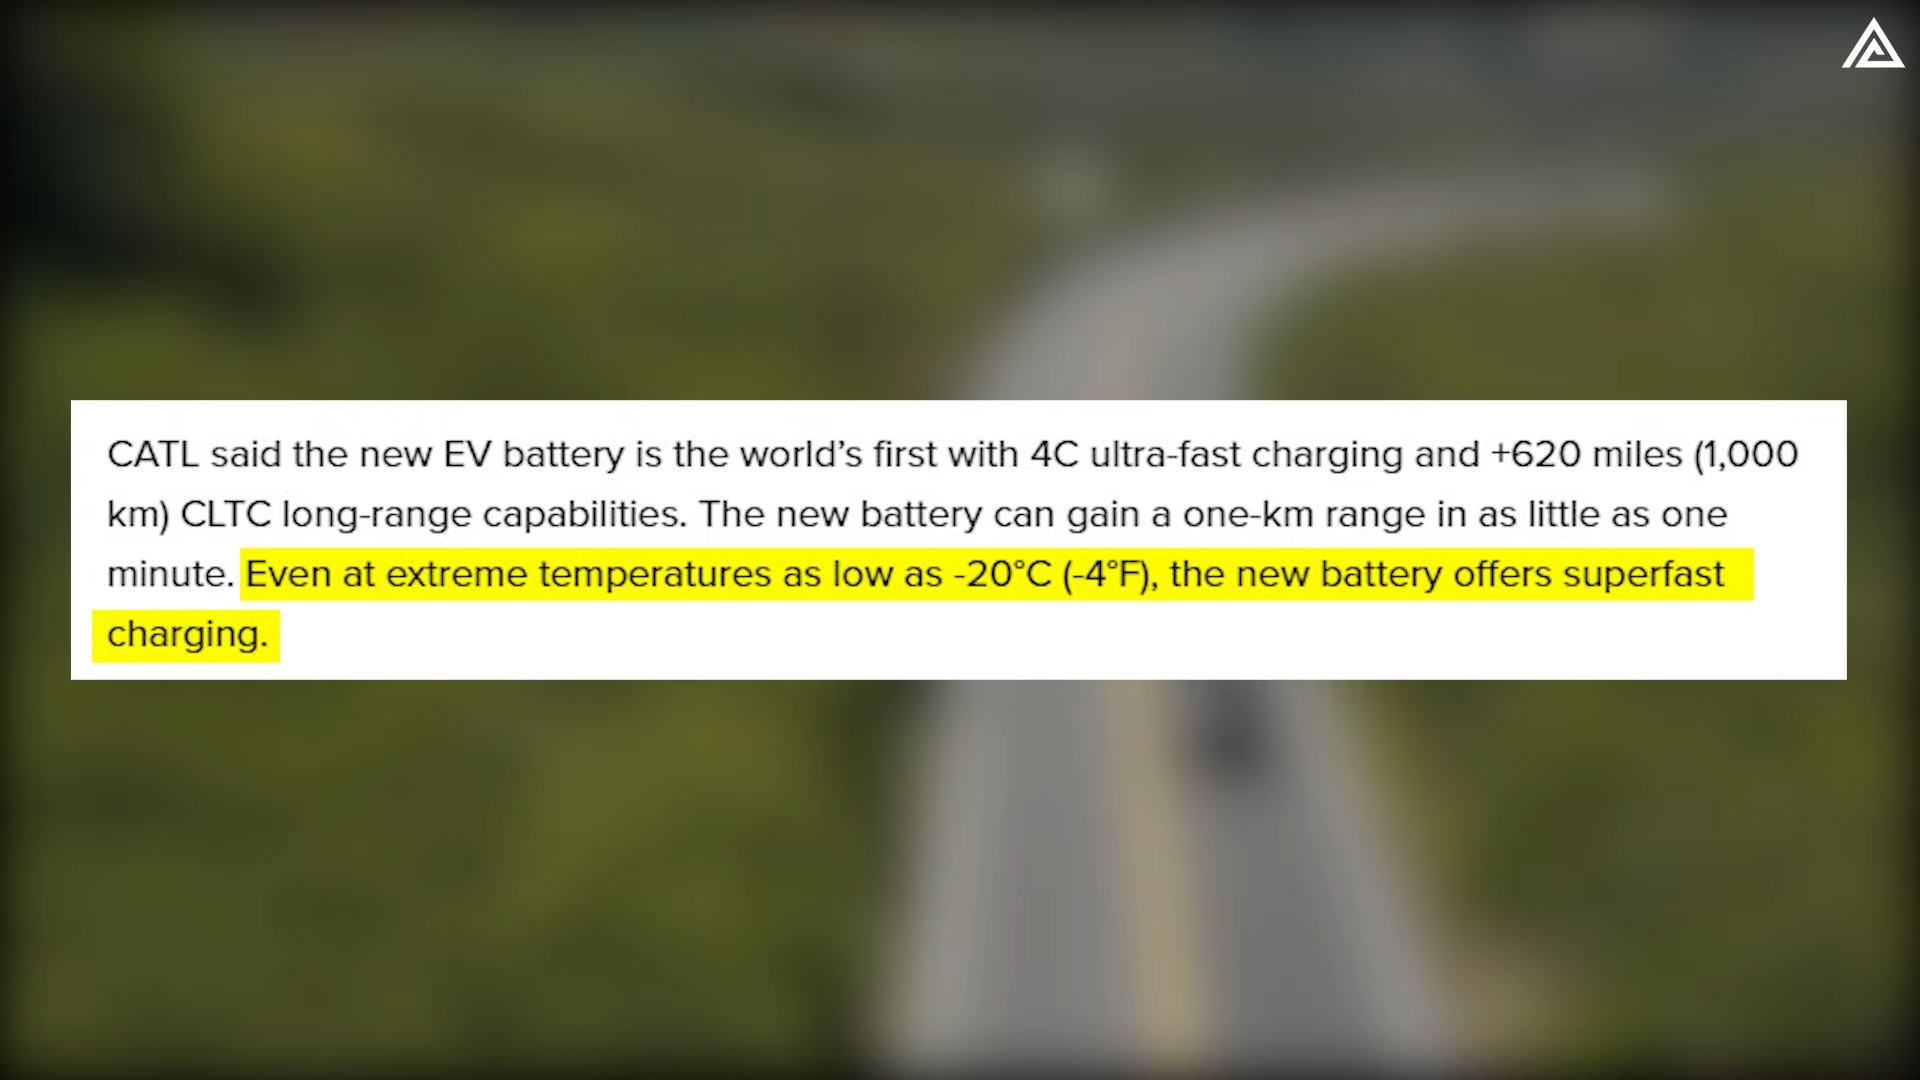 CATL said the new EV battery is the world’s first with 4C ultra-fast charging and +620 miles (1,000
km) CLTC long-range capabilities. The new battery can gain a one-km range in as little as one
minute. Even at extreme temperatures as low as -20°C (-4°F), the new battery offers superfast
charging.